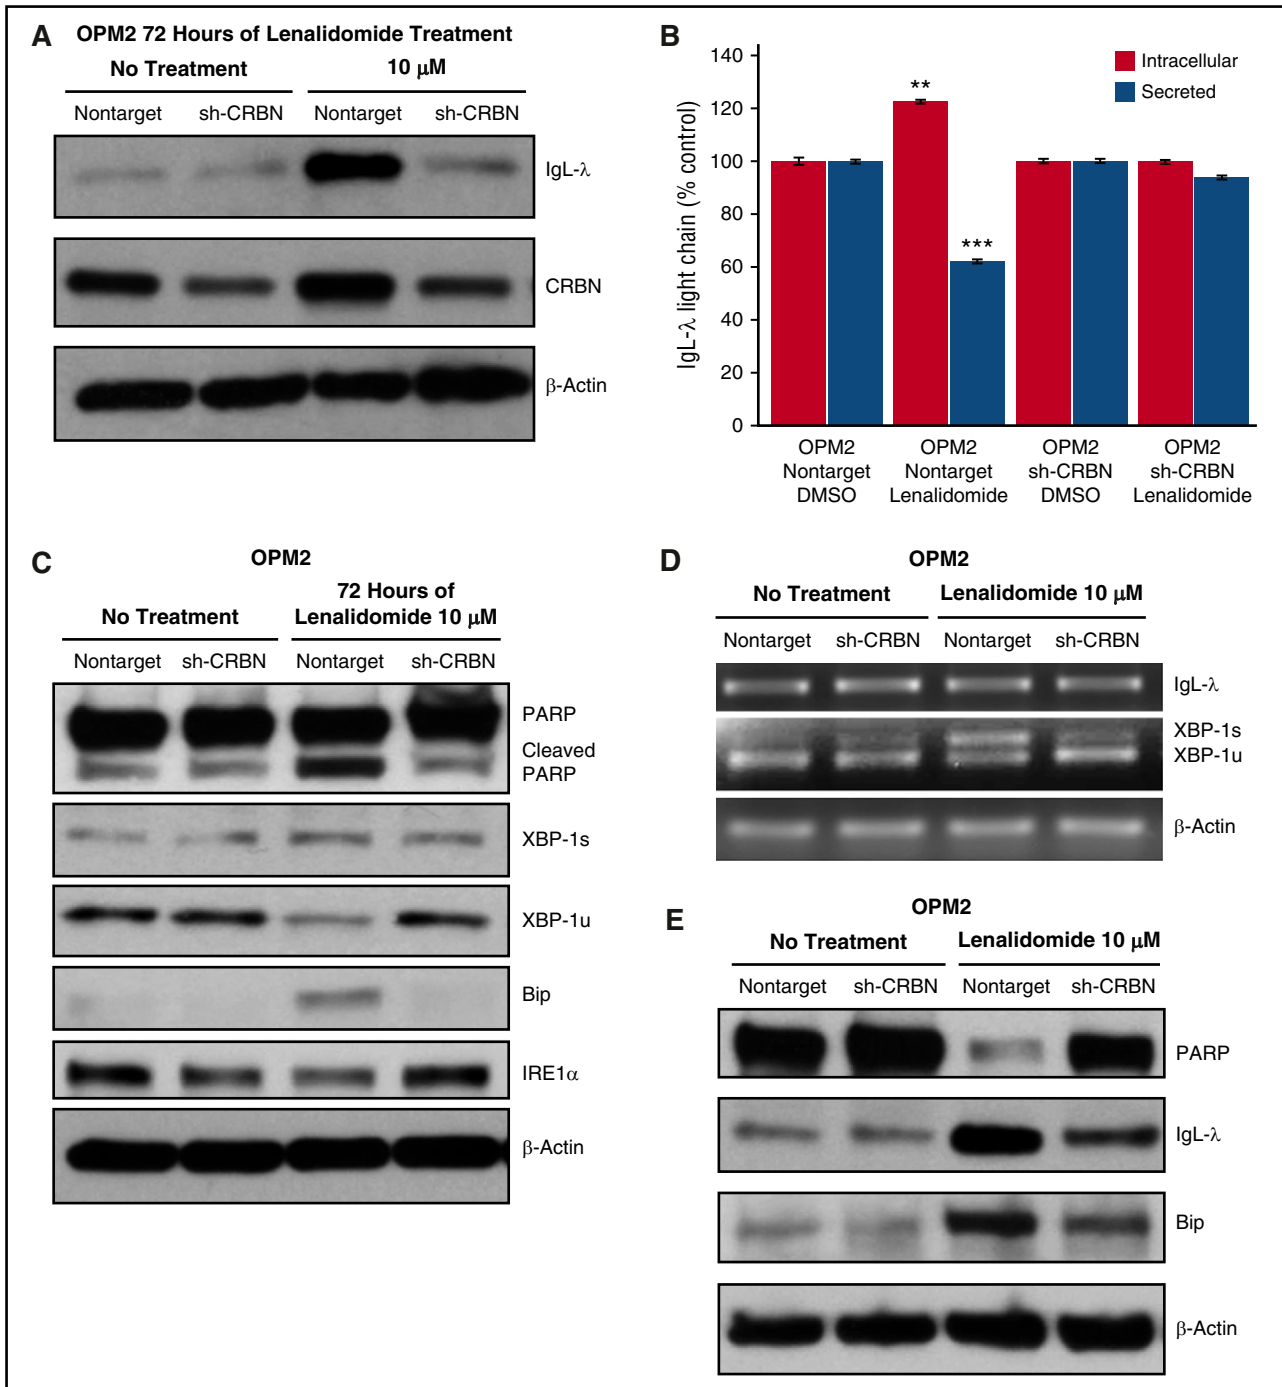 A
OPM2 72 Hours of Lenalidomide Treatment
No Treatment
10 μM
Nontarget
sh-CRBN
Nontarget
sh-CRBN
IgL-λ
CRBN
β-Actin
B
IgL-λ light chain (% control)
140
120
100
80
60
40
20
0
**
***
Intracellular
Secreted
OPM2
Nontarget
DMSO
OPM2
Nontarget
Lenalidomide
OPM2
sh-CRBN
DMSO
OPM2
sh-CRBN
Lenalidomide
C
OPM2
No Treatment
72 Hours of
Lenalidomide 10 μM
Nontarget
sh-CRBN
Nontarget
sh-CRBN
PARP
Cleaved
PARP
XBP-1s
XBP-1u
Bip
IRE1α
β-Actin
D
OPM2
No Treatment
Lenalidomide 10 μM
Nontarget
sh-CRBN
Nontarget
sh-CRBN
IgL-λ
XBP-1s
XBP-1u
β-Actin
E
OPM2
No Treatment
Lenalidomide 10 μM
Nontarget
sh-CRBN
Nontarget
sh-CRBN
PARP
IgL-λ
Bip
β-Actin